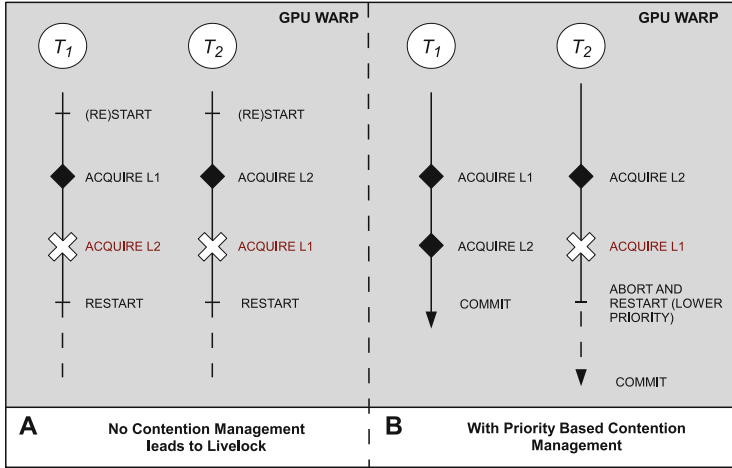 GPU WARP
T1
T2
(RE)START
(RE)START
ACQUIRE L1
ACQUIRE L2
ACQUIRE L2
ACQUIRE L1
RESTART
RESTART
A
No Contention Management
leads to Livelock
GPU WARP
T1
T2
ACQUIRE L1
ACQUIRE L2
ACQUIRE L2
ACQUIRE L1
COMMIT
ABORT AND
RESTART (LOWER
PRIORITY)
COMMIT
B
With Priority Based Contention
Management